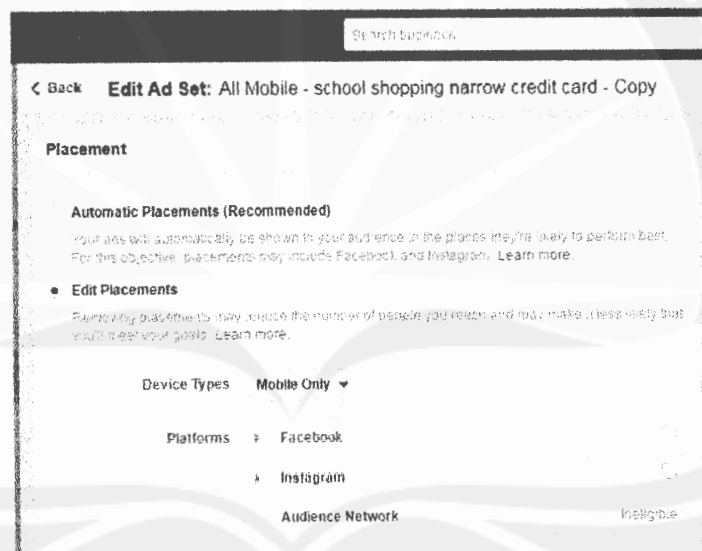 Search business
< Back Edit Ad Set: All Mobile - school shopping narrow credit card - Copy
Placement
Automatic Placements (Recommended)
Your ads will automatically be shown to your audience in the places they're likely to perform best.
For this objective, placements may include Facebook and Instagram. Learn more.
Edit Placements
Removing placements may reduce the number of people you reach and may make it less likely that
you'll meet your goals. Learn more.
Device Types Mobile Only
Platforms Facebook
Instagram
Audience Network Ineligible